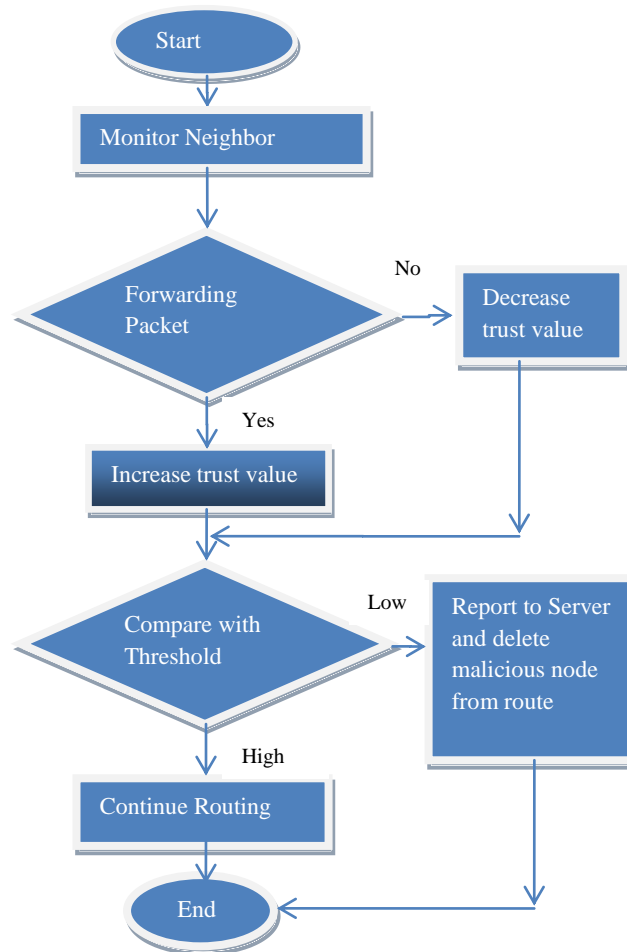 Start
Monitor Neighbor
Forwarding
Packet
No
Decrease
trust value
Yes
Increase trust value
Compare with
Threshold
Low
Report to Server
and delete
malicious node
from route
High
Continue Routing
End